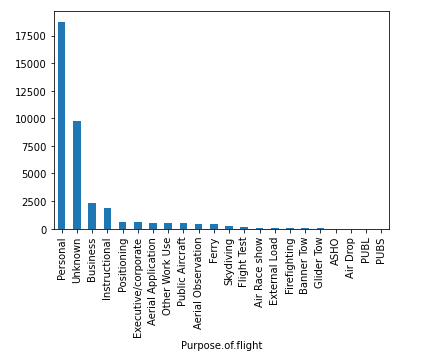 17500
15000
12500
10000
7500
5000
2500
0
Personal
Unknown
Business
Instructional
Positioning
Executive/corporate
Aerial Application
Other Work Use
Public Aircraft
Aerial Observation
Ferry
Skydiving
Flight Test
Air Race show
External Load
Firefighting
Banner Tow
Glider Tow
ASHO
Air Drop
PUBL
PUBS
Purpose.of.flight